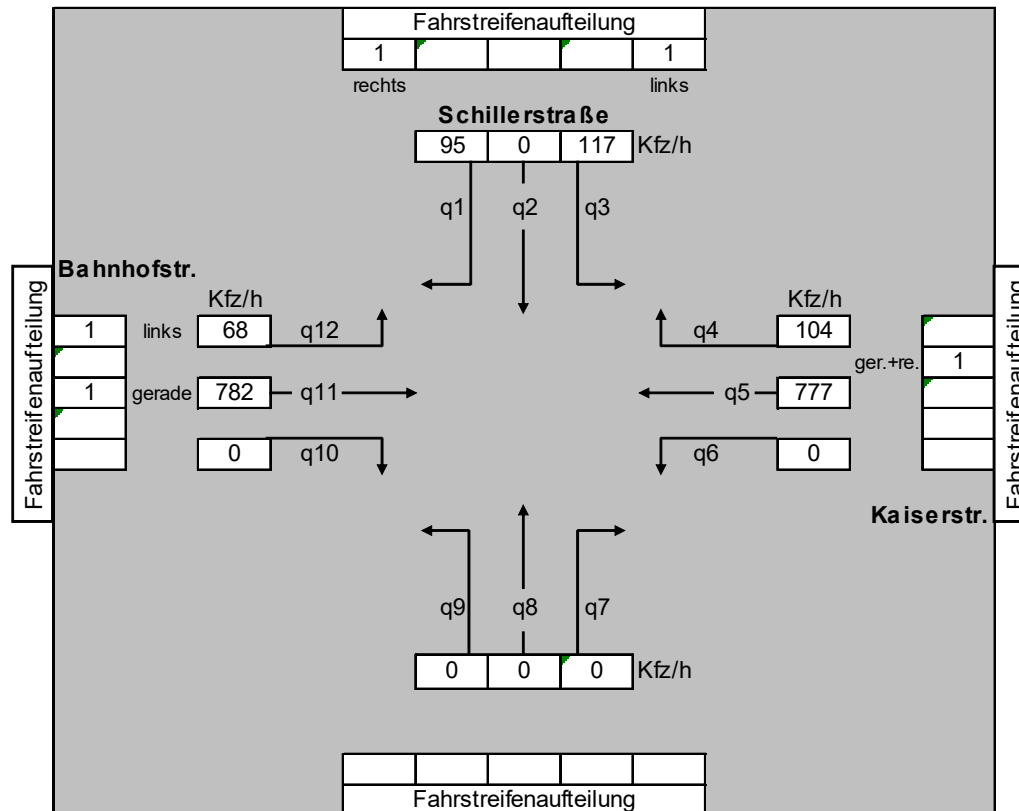 Fahrstreifenaufteilung
1 1
rechts links
Schillerstraße
95 0 117 Kfz/h
q1 q2 q3
Bahnhofstr.
Fahrstreifenaufteilung
Kfz/h Kfz/h
1 links 68 q12 q4 104
ger.+re. 1
1 gerade 782 q11 q5 777
0 q10 q6 0
Fahrstreifenaufteilung
Kaiserstr.
q9 q8 q7
0 0 0 Kfz/h
Fahrstreifenaufteilung